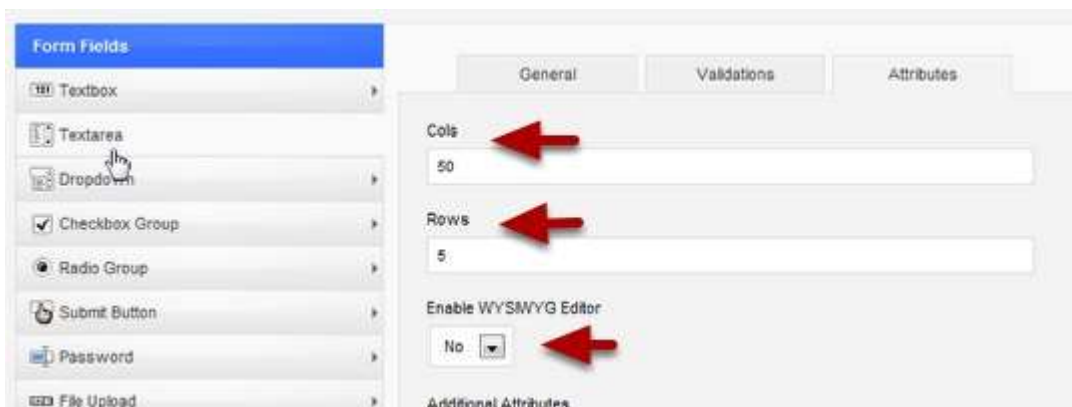 Form Fields
Textbox
Textarea
Dropdown
Checkbox Group
Radio Group
Submit Button
Password
File Upload
General
Validations
Attributes
Cols
50
Rows
5
Enable WYSIWYG Editor
No
Additional Attributes